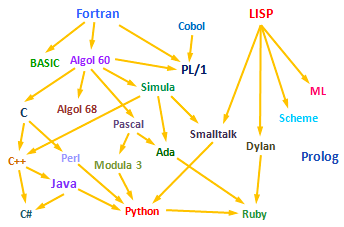 Fortran
LISP
Cobol
BASIC
Algol 60
PL/1
Simula
ML
C
Algol 68
Pascal
Smalltalk
Scheme
C++
Perl
Modula 3
Ada
Dylan
Prolog
Java
C#
Python
Ruby